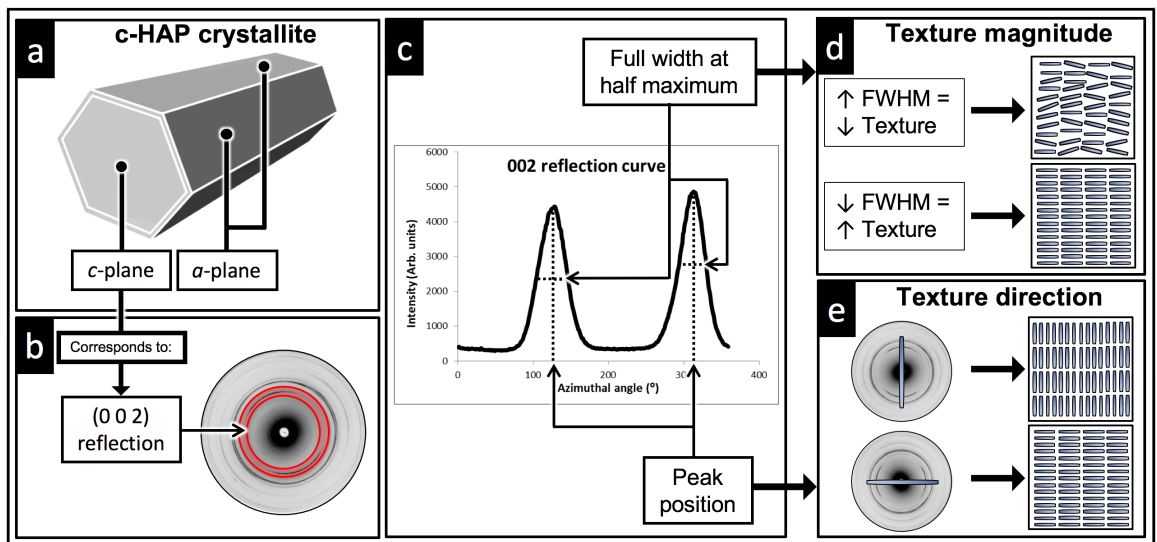 a
c-HAP crystallite
c-plane
a-plane
b
Corresponds to:
(0 0 2)
reflection
c
Full width at
half maximum
002 reflection curve
Intensity (Arb. units)
6000
5000
4000
3000
2000
1000
0
0
100
200
300
400
Azimuthal angle (⁰)
Peak
position
d
Texture magnitude
↑ FWHM =
↓ Texture
↓ FWHM =
↑ Texture
e
Texture direction